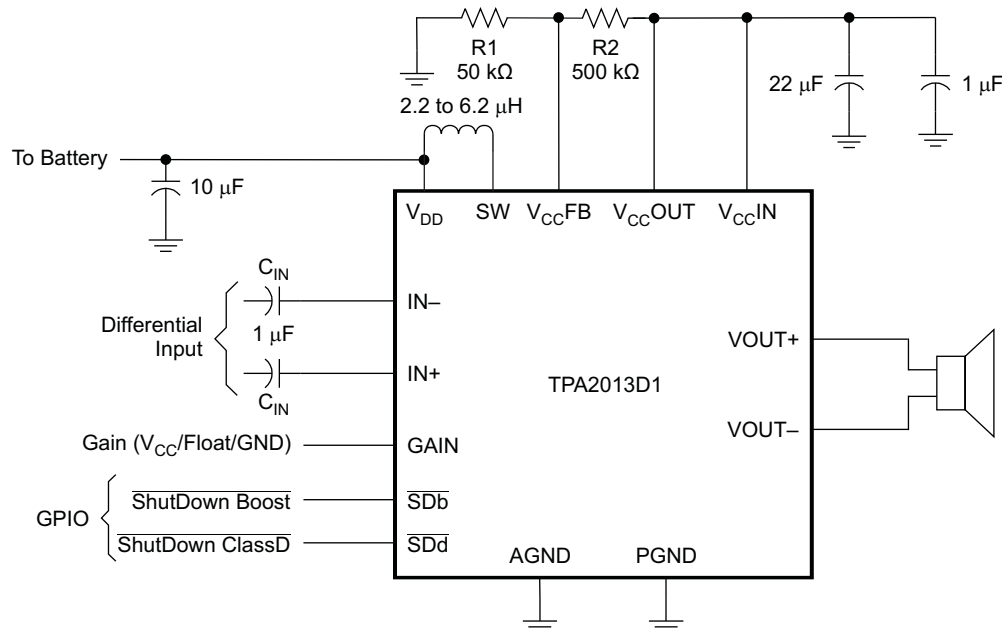 R1
50 kΩ
R2
500 kΩ
22 μF
1 μF
2.2 to 6.2 μH
To Battery
10 μF
VDD
SW
VCCFB
VCCOUT
VCCIN
CIN
IN–
Differential
Input
1 μF
IN+
CIN
VOUT+
TPA2013D1
VOUT–
Gain (VCC/Float/GND)
GAIN
GPIO
ShutDown Boost
SDb
ShutDown ClassD
SDd
AGND
PGND